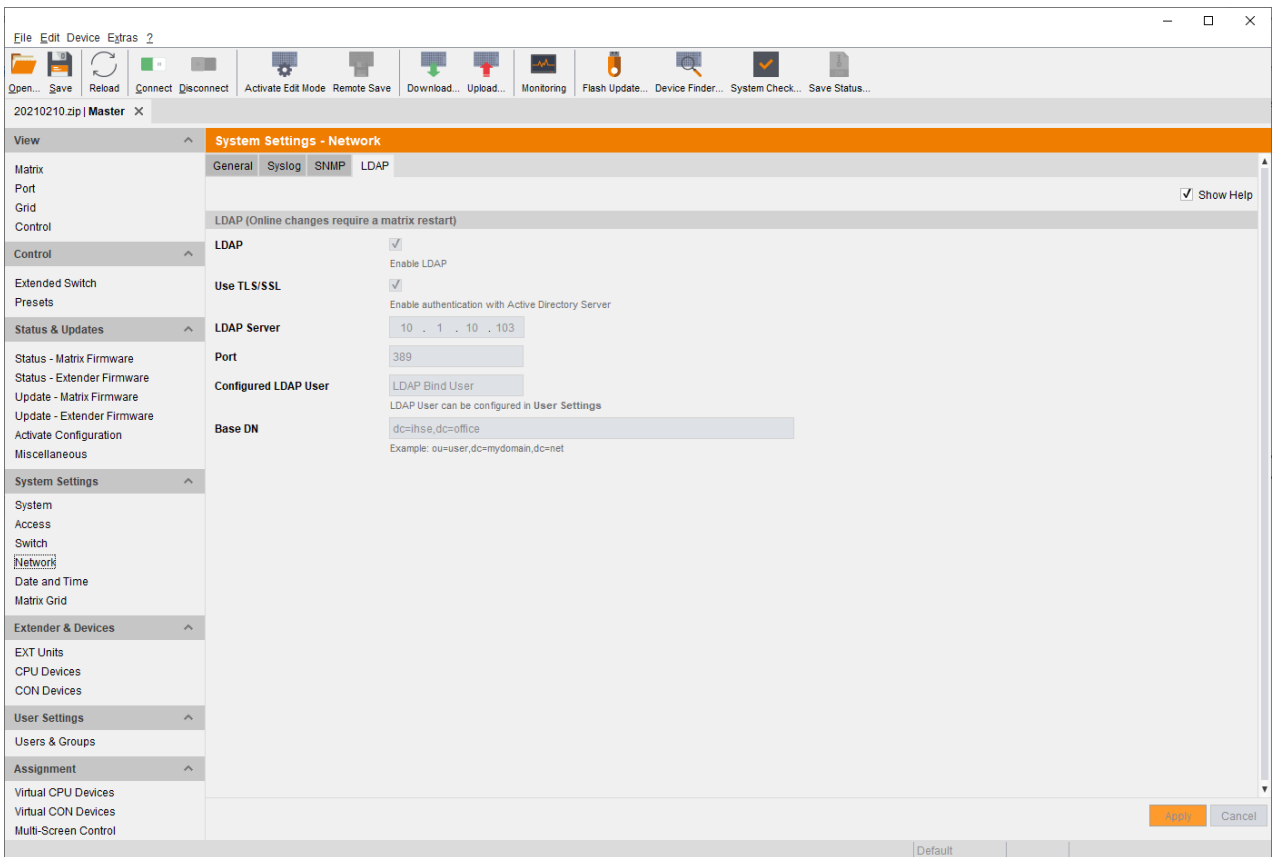 File Edit Device Extras ?
Open... Save Reload Connect Disconnect Activate Edit Mode Remote Save Download... Upload... Monitoring Flash Update... Device Finder... System Check... Save Status...
20210210.zip | Master
View
Matrix
Port
Grid
Control
Control
Extended Switch
Presets
Status & Updates
Status - Matrix Firmware
Status - Extender Firmware
Update - Matrix Firmware
Update - Extender Firmware
Activate Configuration
Miscellaneous
System Settings
System
Access
Switch
Network
Date and Time
Matrix Grid
Extender & Devices
EXT Units
CPU Devices
CON Devices
User Settings
Users & Groups
Assignment
Virtual CPU Devices
Virtual CON Devices
Multi-Screen Control
System Settings - Network
General Syslog SNMP LDAP
Show Help
LDAP (Online changes require a matrix restart)
LDAP
Enable LDAP
Use TLS/SSL
Enable authentication with Active Directory Server
LDAP Server 10 . 1 . 10 . 103
Port 389
Configured LDAP User LDAP Bind User
LDAP User can be configured in User Settings
Base DN dc=ihse,dc=office
Example: ou=user,dc=mydomain,dc=net
Apply Cancel
Default